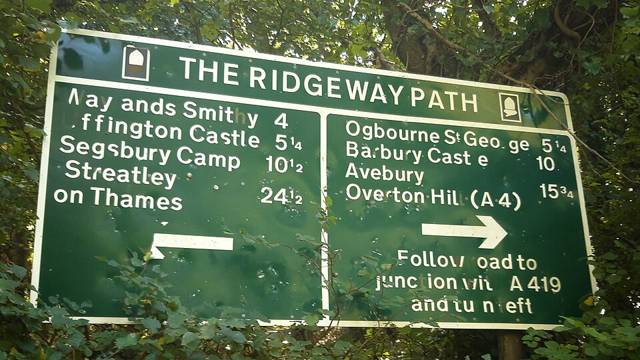 THE RIDGEWAY PATH
Way ands Smithy 4
ffington Castle 5¼
Segsbury Camp 10½
Streatley
on Thames 24½
Ogbourne St Geo ge 5¼
Barbury Cast e 10
Avebury
Overton Hil (A4) 15¾
Follow oad to
junc ion wit A 419
and tu n eft